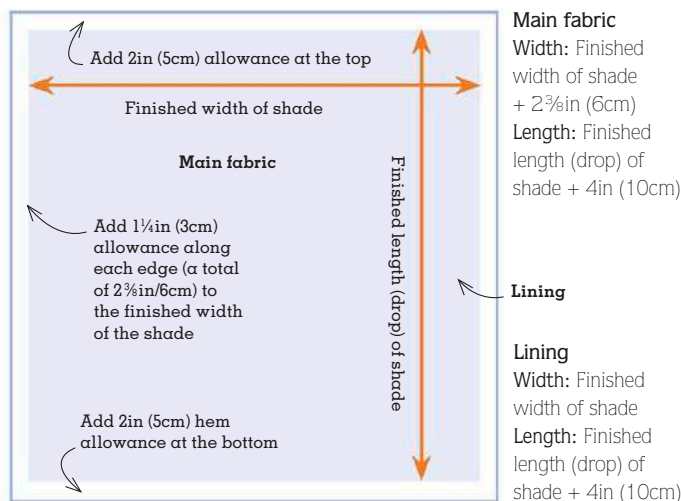 Add 2in (5cm) allowance at the top
Finished width of shade
Main fabric
Finished length (drop) of shade
Add 1¼in (3cm)
allowance along
each edge (a total
of 2⅜in/6cm) to
the finished width
of the shade
Add 2in (5cm) hem
allowance at the bottom
Lining
Main fabric
Width: Finished
width of shade
+ 2⅜in (6cm)
Length: Finished
length (drop) of
shade + 4in (10cm)
Lining
Width: Finished
width of shade
Length: Finished
length (drop) of
shade + 4in (10cm)